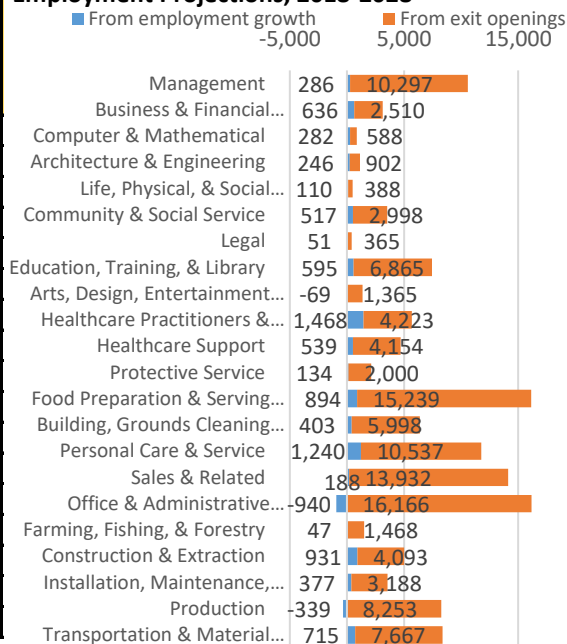 From employment growth From exit openings
-5,000 5,000 15,000
Management 286 10,297
Business & Financial... 636 2,510
Computer & Mathematical 282 588
Architecture & Engineering 246 902
Life, Physical, & Social... 110 388
Community & Social Service 517 2,998
Legal 51 365
Education, Training, & Library 595 6,865
Arts, Design, Entertainment... -69 1,365
Healthcare Practitioners &... 1,468 4,223
Healthcare Support 539 4,154
Protective Service 134 2,000
Food Preparation & Serving... 894 15,239
Building, Grounds Cleaning... 403 5,998
Personal Care & Service 1,240 10,537
Sales & Related 188 13,932
Office & Administrative... -940 16,166
Farming, Fishing, & Forestry 47 1,468
Construction & Extraction 931 4,093
Installation, Maintenance,... 377 3,188
Production -339 8,253
Transportation & Material... 715 7,667